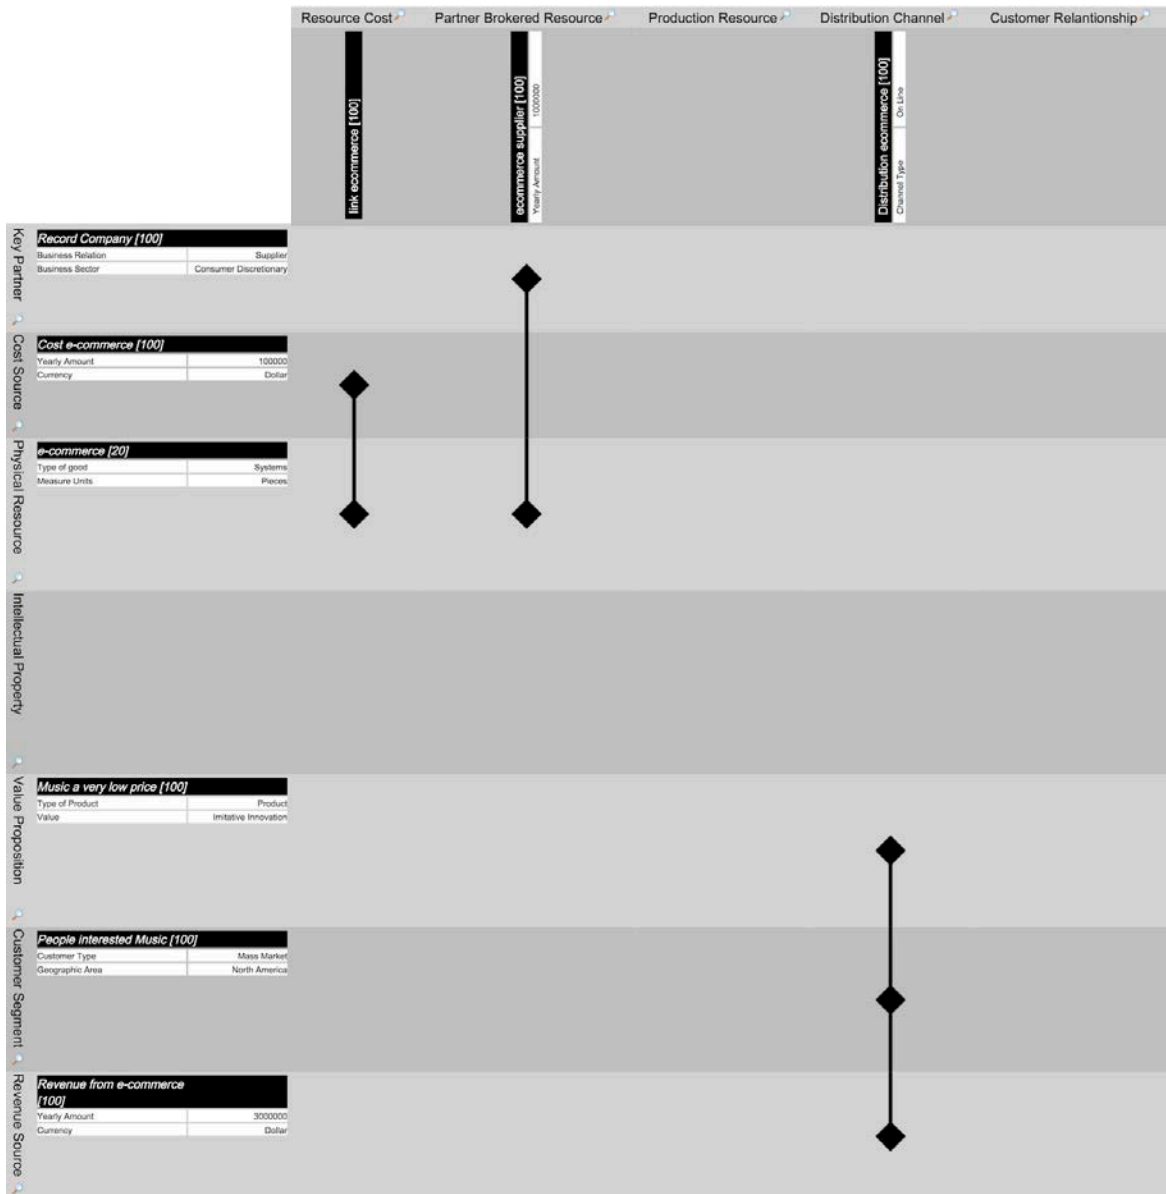 Resource Cost Partner Brokered Resource Production Resource Distribution Channel Customer Relantionship
link ecommerce [100]
ecommerce supplier [100]
Yearly Amount 1000000
Distribution ecommerce [100]
Channel Type On Line
Key Partner
Record Company [100]
Business Relation Supplier
Business Sector Consumer Discretionary
Cost Source
Cost e-commerce [100]
Yearly Amount 100000
Currency Dollar
Physical Resource
e-commerce [20]
Type of good Systems
Measure Units Pieces
Intellectual Property
Value Proposition
Music a very low price [100]
Type of Product Product
Value Imitative Innovation
Customer Segment
People interested Music [100]
Customer Type Mass Market
Geographic Area North America
Revenue Source
Revenue from e-commerce
[100]
Yearly Amount 3000000
Currency Dollar